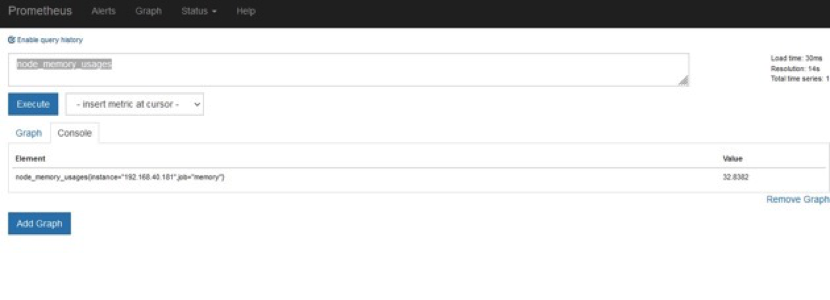 Prometheus Alerts Graph Status Help
Enable query history
node_memory_usages
Load time: 30ms
Resolution: 14s
Total time series: 1
Execute - insert metric at cursor -
Graph Console
Element Value
node_memory_usages{instance="192.168.40.181",job="memory"} 32.8382
Remove Graph
Add Graph